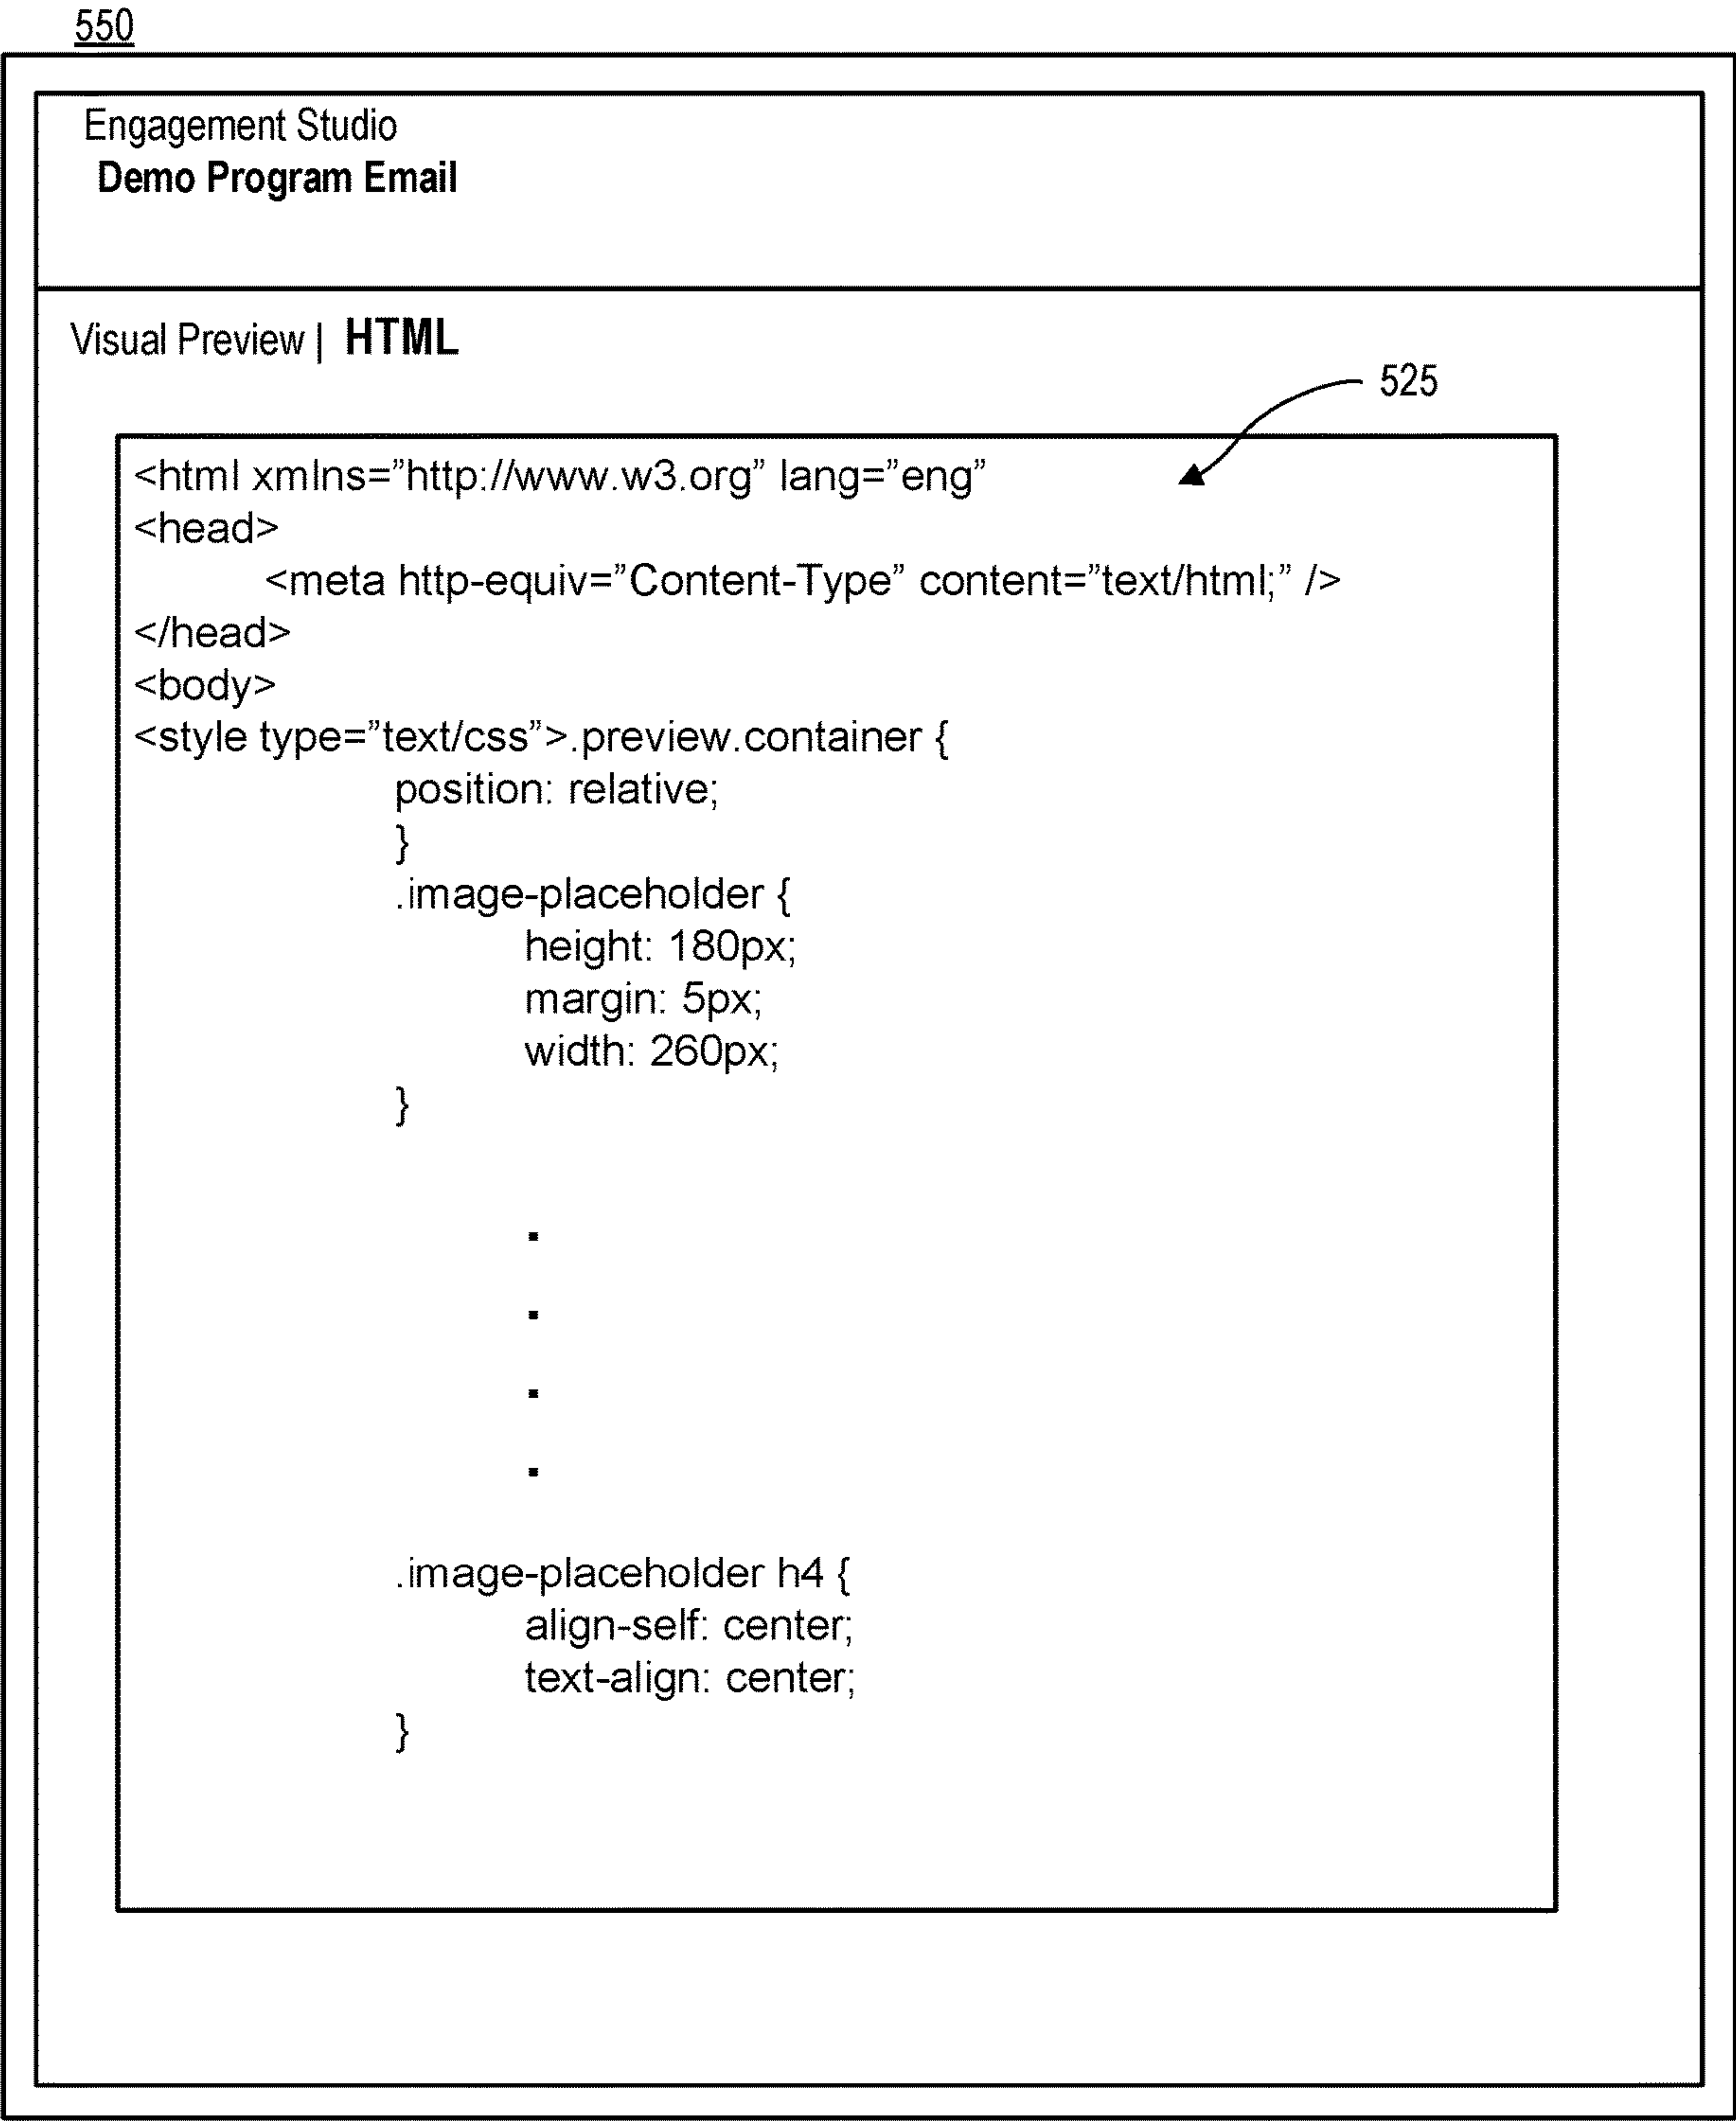 550
Engagement Studio
Demo Program Email
Visual Preview | HTML
525
<html xmlns=”http://www.w3.org” lang=”eng”
<head>
<meta http-equiv=”Content-Type” content=”text/html;” />
</head>
<body>
<style type=”text/css”>.preview.container {
position: relative;
}
.image-placeholder {
height: 180px;
margin: 5px;
width: 260px;
}
.
.
.
.
.image-placeholder h4 {
align-self: center;
text-align: center;
}